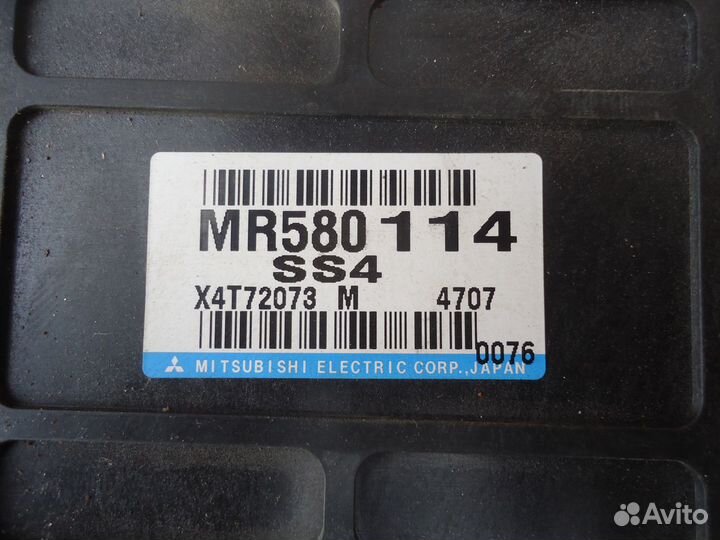 MR580 114
SS4
X4T72073 M 4707
0076
MITSUBISHI ELECTRIC CORP., JAPAN
Avito